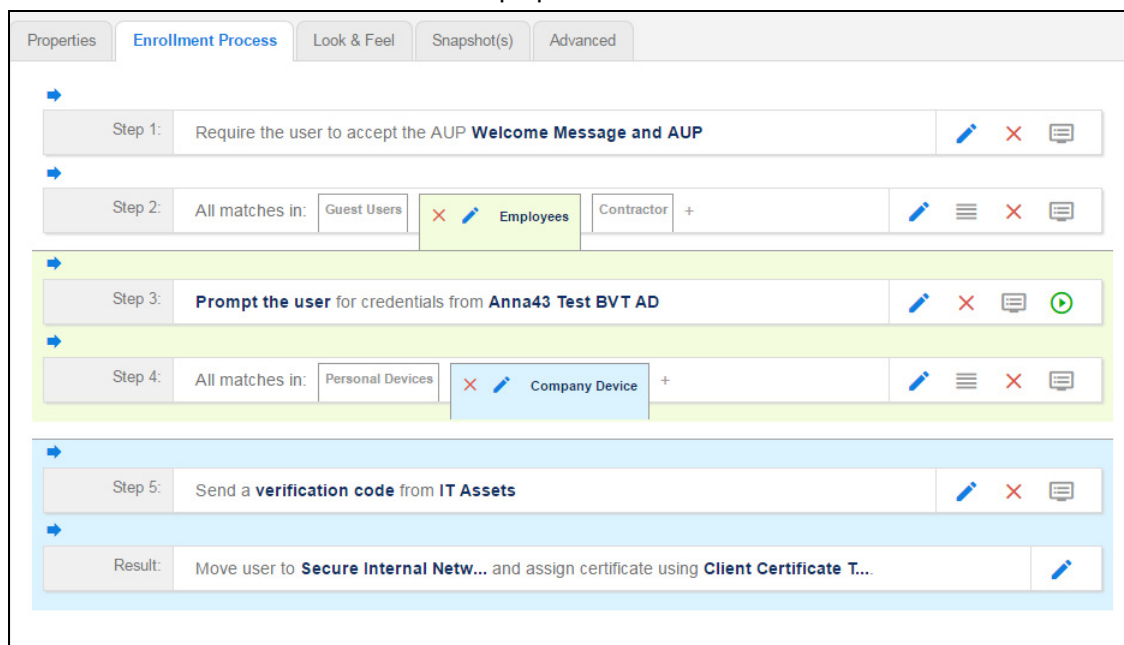 Properties Enrollment Process Look & Feel Snapshot(s) Advanced
Step 1: Require the user to accept the AUP Welcome Message and AUP
Step 2: All matches in: Guest Users Employees Contractor +
Step 3: Prompt the user for credentials from Anna43 Test BVT AD
Step 4: All matches in: Personal Devices Company Device +
Step 5: Send a verification code from IT Assets
Result: Move user to Secure Internal Netw... and assign certificate using Client Certificate T....